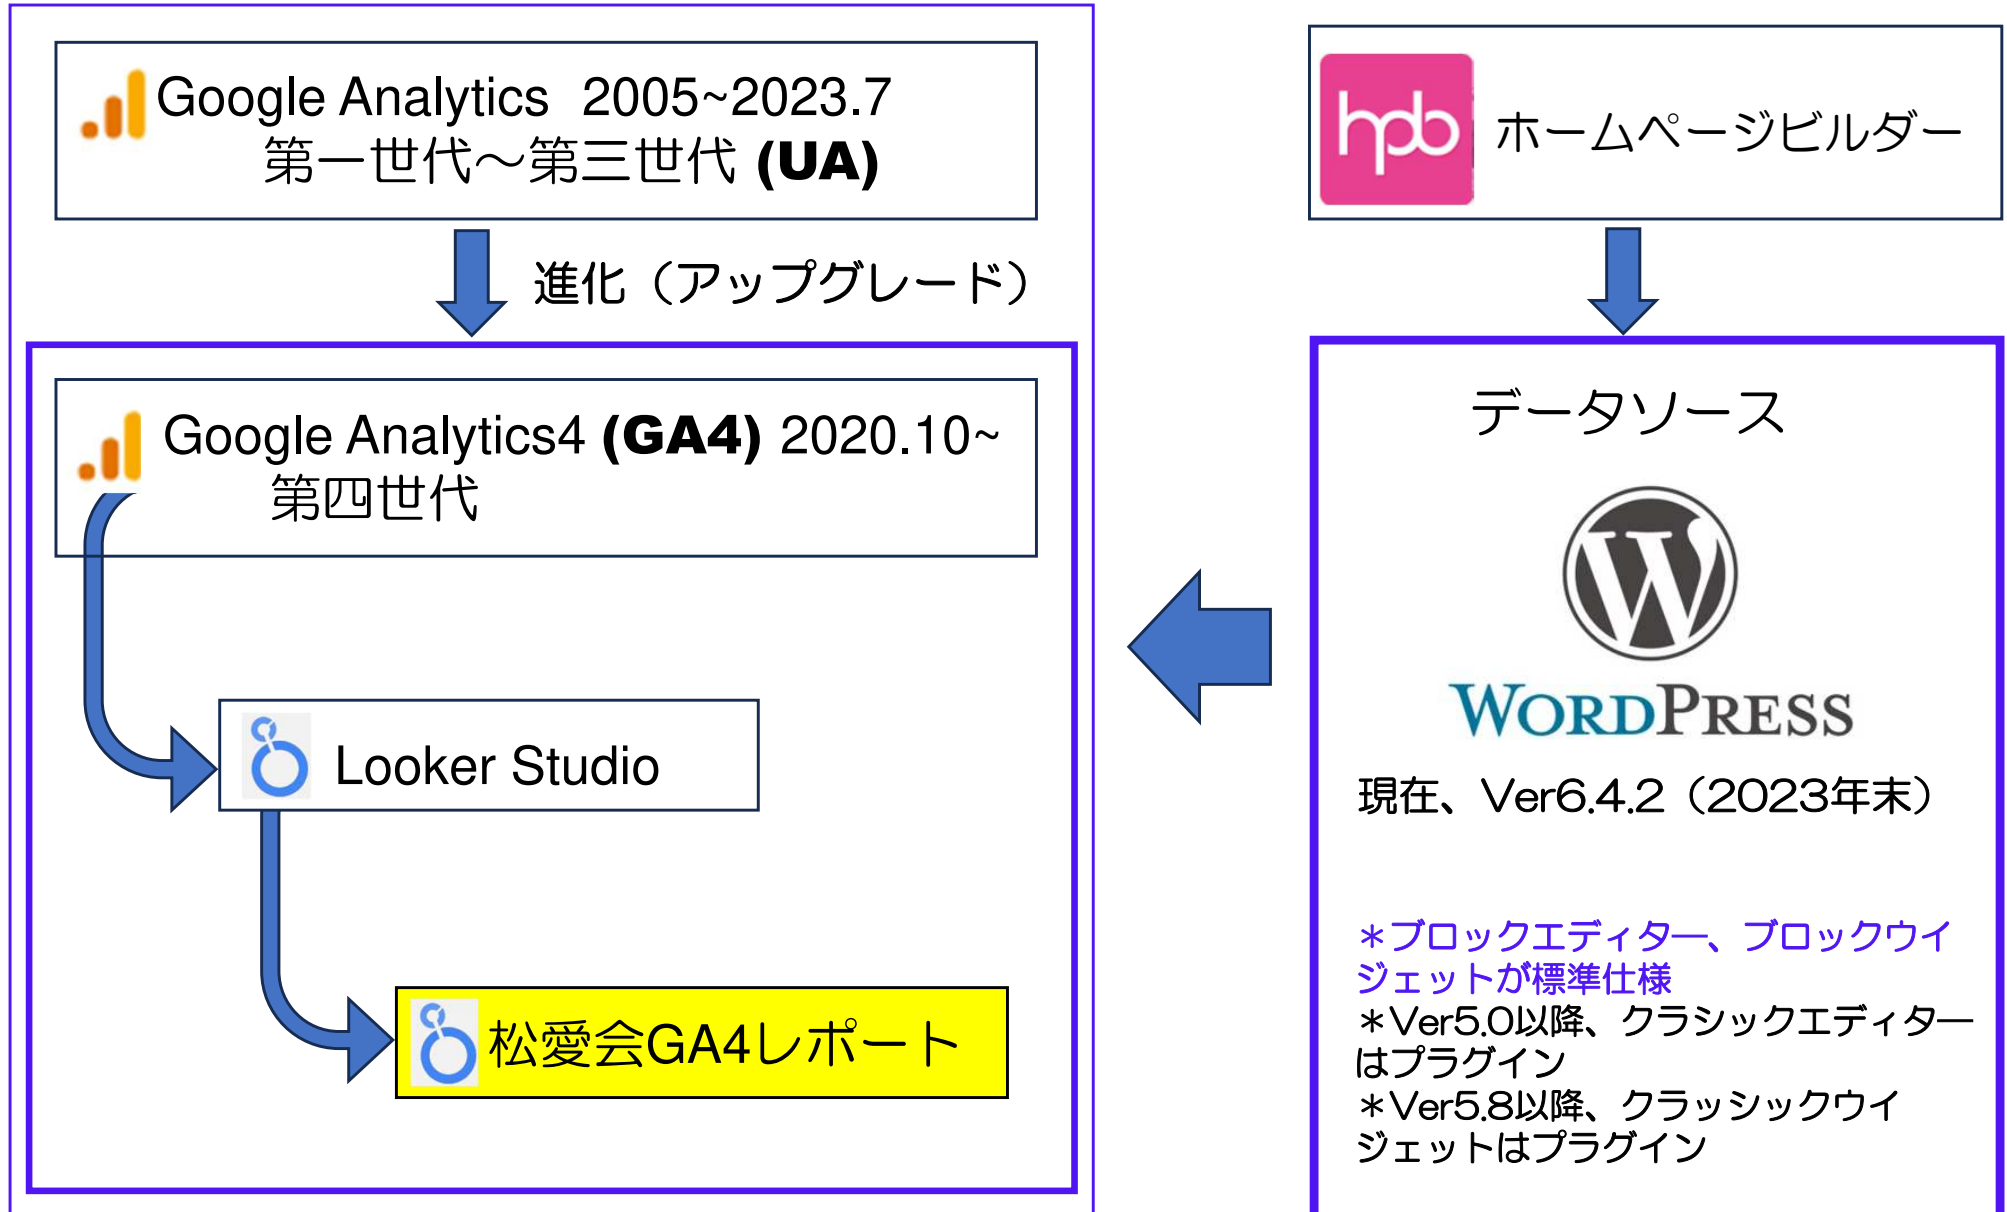 Google Analytics 2005~2023.7
第一世代～第三世代 (UA)
進化（アップグレード）
Google Analytics4 (GA4) 2020.10~
第四世代
Looker Studio
松愛会GA4レポート
hpb ホームページビルダー
データソース
W
WORDPRESS
現在、Ver6.4.2（2023年末）
＊ブロックエディター、ブロックウイ
ジェットが標準仕様
＊Ver5.0以降、クラシックエディター
はプラグイン
＊Ver5.8以降、クラッシックウイ
ジェットはプラグイン